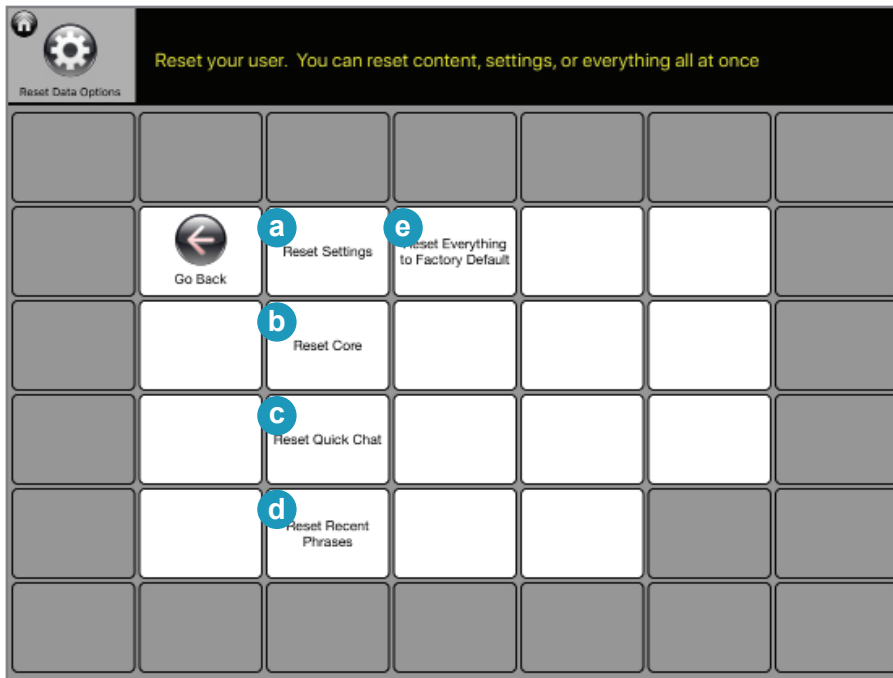 Reset Data Options
Reset your user.  You can reset content, settings, or everything all at once
Go Back
a
Reset Settings
e
Reset Everything
to Factory Default
b
Reset Core
c
Reset Quick Chat
d
Reset Recent
Phrases